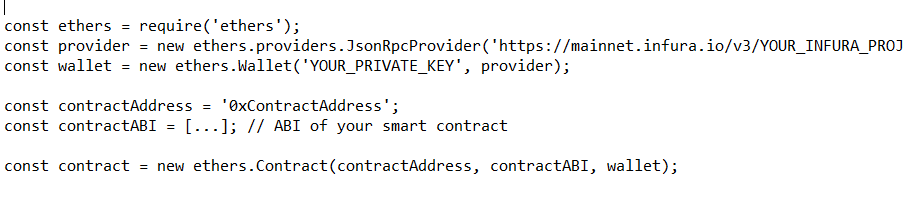 const ethers = require('ethers');
const provider = new ethers.providers.JsonRpcProvider('https://mainnet.infura.io/v3/YOUR_INFURA_PROJ
const wallet = new ethers.Wallet('YOUR_PRIVATE_KEY', provider);
const contractAddress = '0xContractAddress';
const contractABI = [...]; // ABI of your smart contract
const contract = new ethers.Contract(contractAddress, contractABI, wallet);